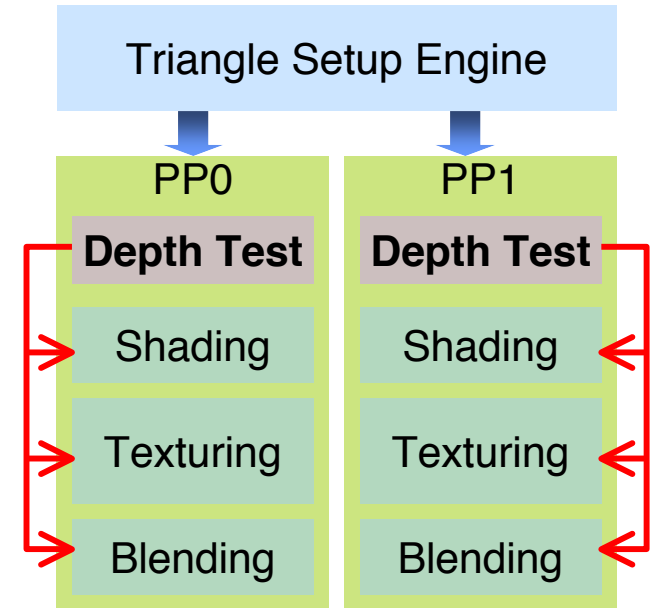 Triangle Setup Engine
PP0
Depth Test
Shading
Texturing
Blending
PP1
Depth Test
Shading
Texturing
Blending